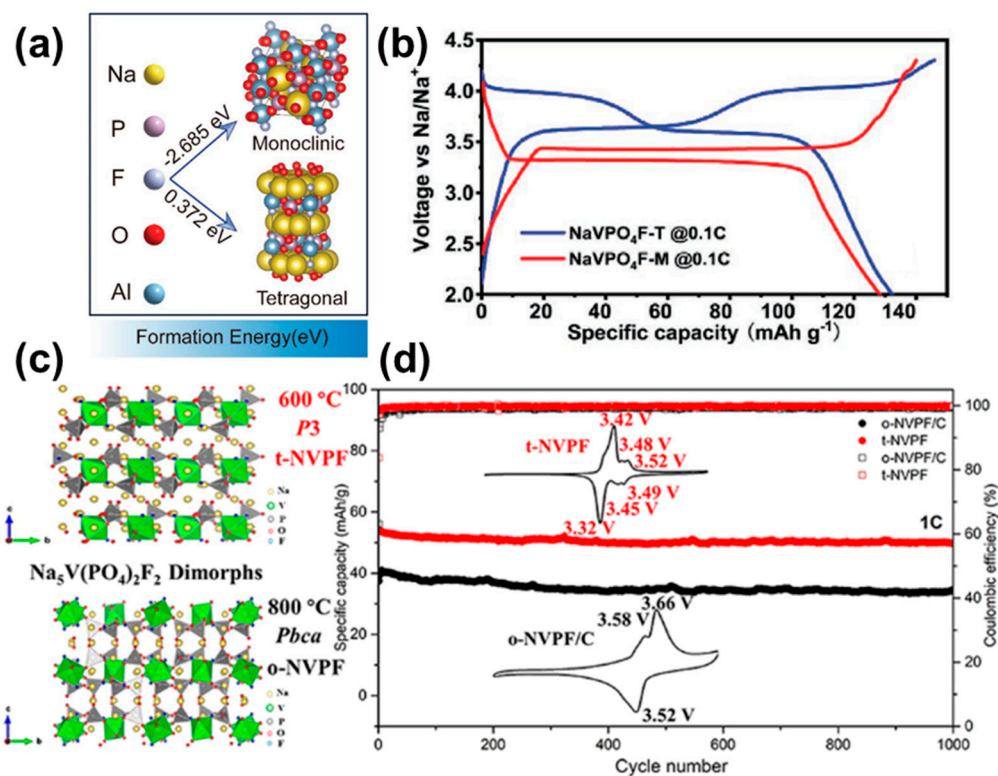 (a)
Na
P
F
O
Al
-2.685 eV
0.372 eV
Monoclinic
Tetragonal
Formation Energy(eV)
(b)
Voltage vs Na/Na⁺
4.5
4.0
3.5
3.0
2.5
2.0
NaVPO₄F-T @0.1C
NaVPO₄F-M @0.1C
0 20 40 60 80 100 120 140
Specific capacity (mAh g⁻¹)
(c)
600 °C
P3
t-NVPF
Na
V
P
O
F
c
b
Na₅V(PO₄)₂F₂ Dimorphs
800 °C
Pbca
o-NVPF
Na
V
P
O
F
c
b
(d)
Specific capacity (mAh/g)
100
80
60
40
20
0
t-NVPF
3.42 V
3.48 V
3.52 V
3.49 V
3.45 V
3.32 V
o-NVPF/C
t-NVPF
o-NVPF/C
t-NVPF
1C
3.66 V
3.58 V
o-NVPF/C
3.52 V
100
80
60
40
20
0
Coulombic efficiency (%)
0 200 400 600 800 1000
Cycle number